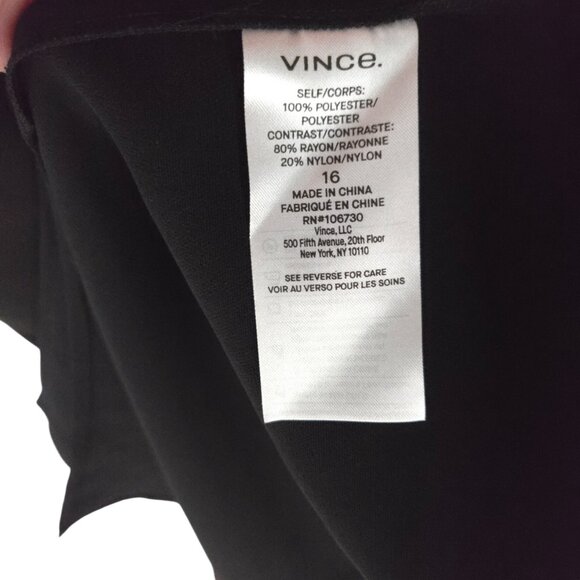 VINCE.
SELF/CORPS:
100% POLYESTER/
POLYESTER
CONTRAST/CONTRASTE:
80% RAYON/RAYONNE
20% NYLON/NYLON
16
MADE IN CHINA
FABRIQUÉ EN CHINE
RN#106730
Vince, LLC
500 Fifth Avenue, 20th Floor
New York, NY 10110
SEE REVERSE FOR CARE
VOIR AU VERSO POUR LES SOINS